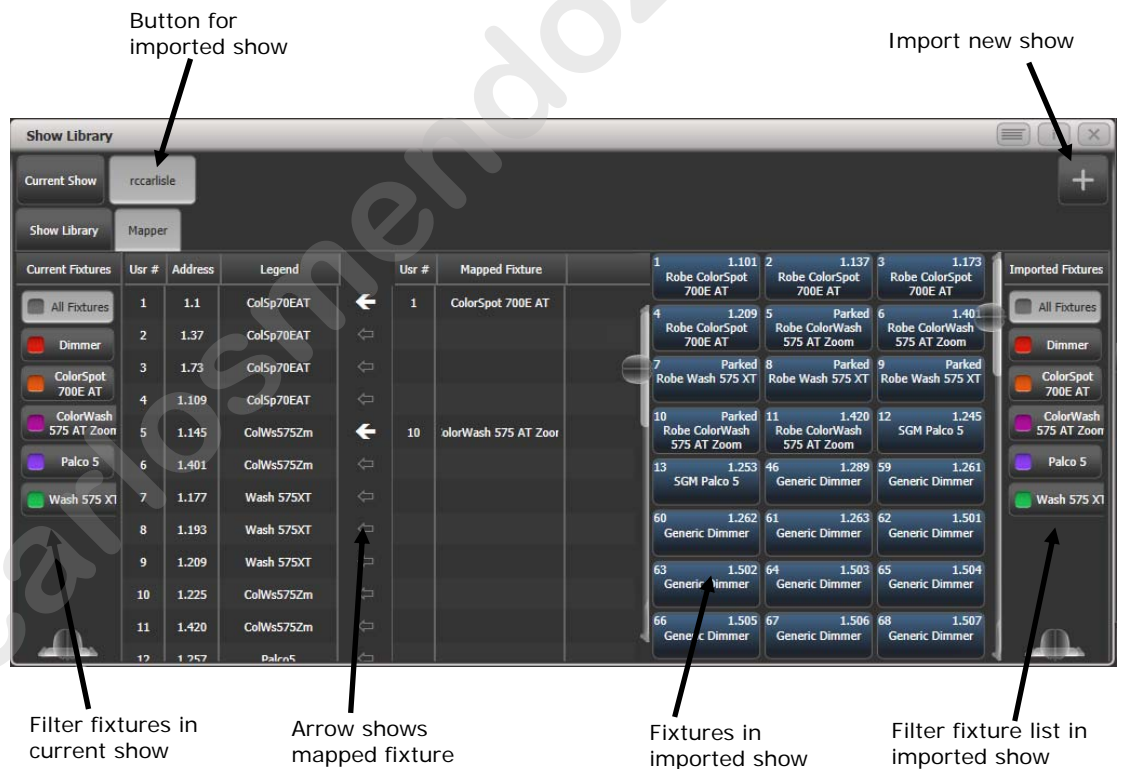 Button for
imported show
Import new show
Show Library
Current Show
rccarlisle
Show Library
Mapper
Current Fixtures
Usr # Address Legend
Usr # Mapped Fixture
Imported Fixtures
All Fixtures
Dimmer
ColorSpot
700E AT
ColorWash
575 AT Zoom
Palco 5
Wash 575 XT
1 1.1 ColSp70EAT 1 ColorSpot 700E AT
2 1.37 ColSp70EAT
3 1.73 ColSp70EAT
4 1.109 ColSp70EAT
5 1.145 ColWs575Zm 10 olorWash 575 AT Zoor
6 1.401 ColWs575Zm
7 1.177 Wash 575XT
8 1.193 Wash 575XT
9 1.209 Wash 575XT
10 1.225 ColWs575Zm
11 1.420 ColWs575Zm
12 1.257 Palco5
1 1.101 2 1.137 3 1.173
Robe ColorSpot Robe ColorSpot Robe ColorSpot
700E AT 700E AT 700E AT
4 1.209 5 Parked 6 1.401
Robe ColorSpot Robe ColorWash Robe ColorWash
700E AT 575 AT Zoom 575 AT Zoom
7 Parked 8 Parked 9 Parked
Robe Wash 575 XT Robe Wash 575 XT Robe Wash 575 XT
10 Parked 11 1.420 12 1.245
Robe ColorWash Robe ColorWash SGM Palco 5
575 AT Zoom 575 AT Zoom
13 1.253 46 1.289 59 1.261
SGM Palco 5 Generic Dimmer Generic Dimmer
60 1.262 61 1.263 62 1.501
Generic Dimmer Generic Dimmer Generic Dimmer
63 1.502 64 1.503 65 1.504
Generic Dimmer Generic Dimmer Generic Dimmer
66 1.505 67 1.506 68 1.507
Generic Dimmer Generic Dimmer Generic Dimmer
All Fixtures
Dimmer
ColorSpot
700E AT
ColorWash
575 AT Zoom
Palco 5
Wash 575 XT
Filter fixtures in
current show
Arrow shows
mapped fixture
Fixtures in
imported show
Filter fixture list in
imported show